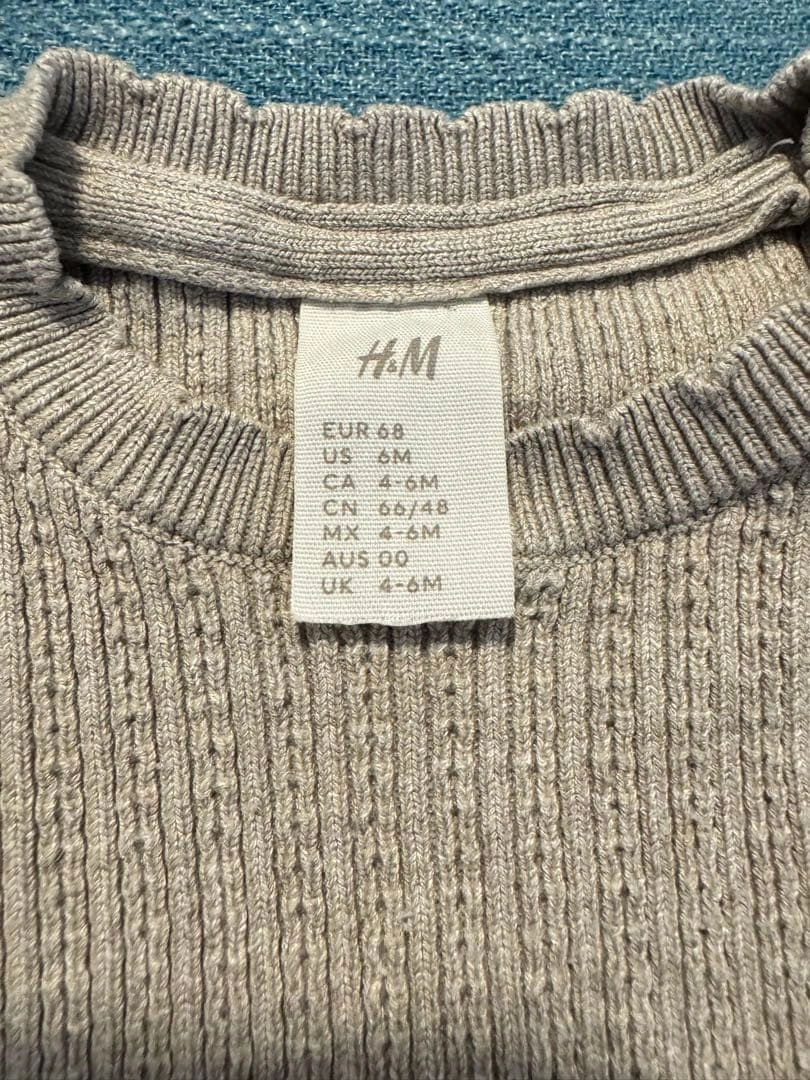 H&M
EUR 68
US 6M
CA 4-6M
CN 66/48
MX 4-6M
AUS 00
UK 4-6M